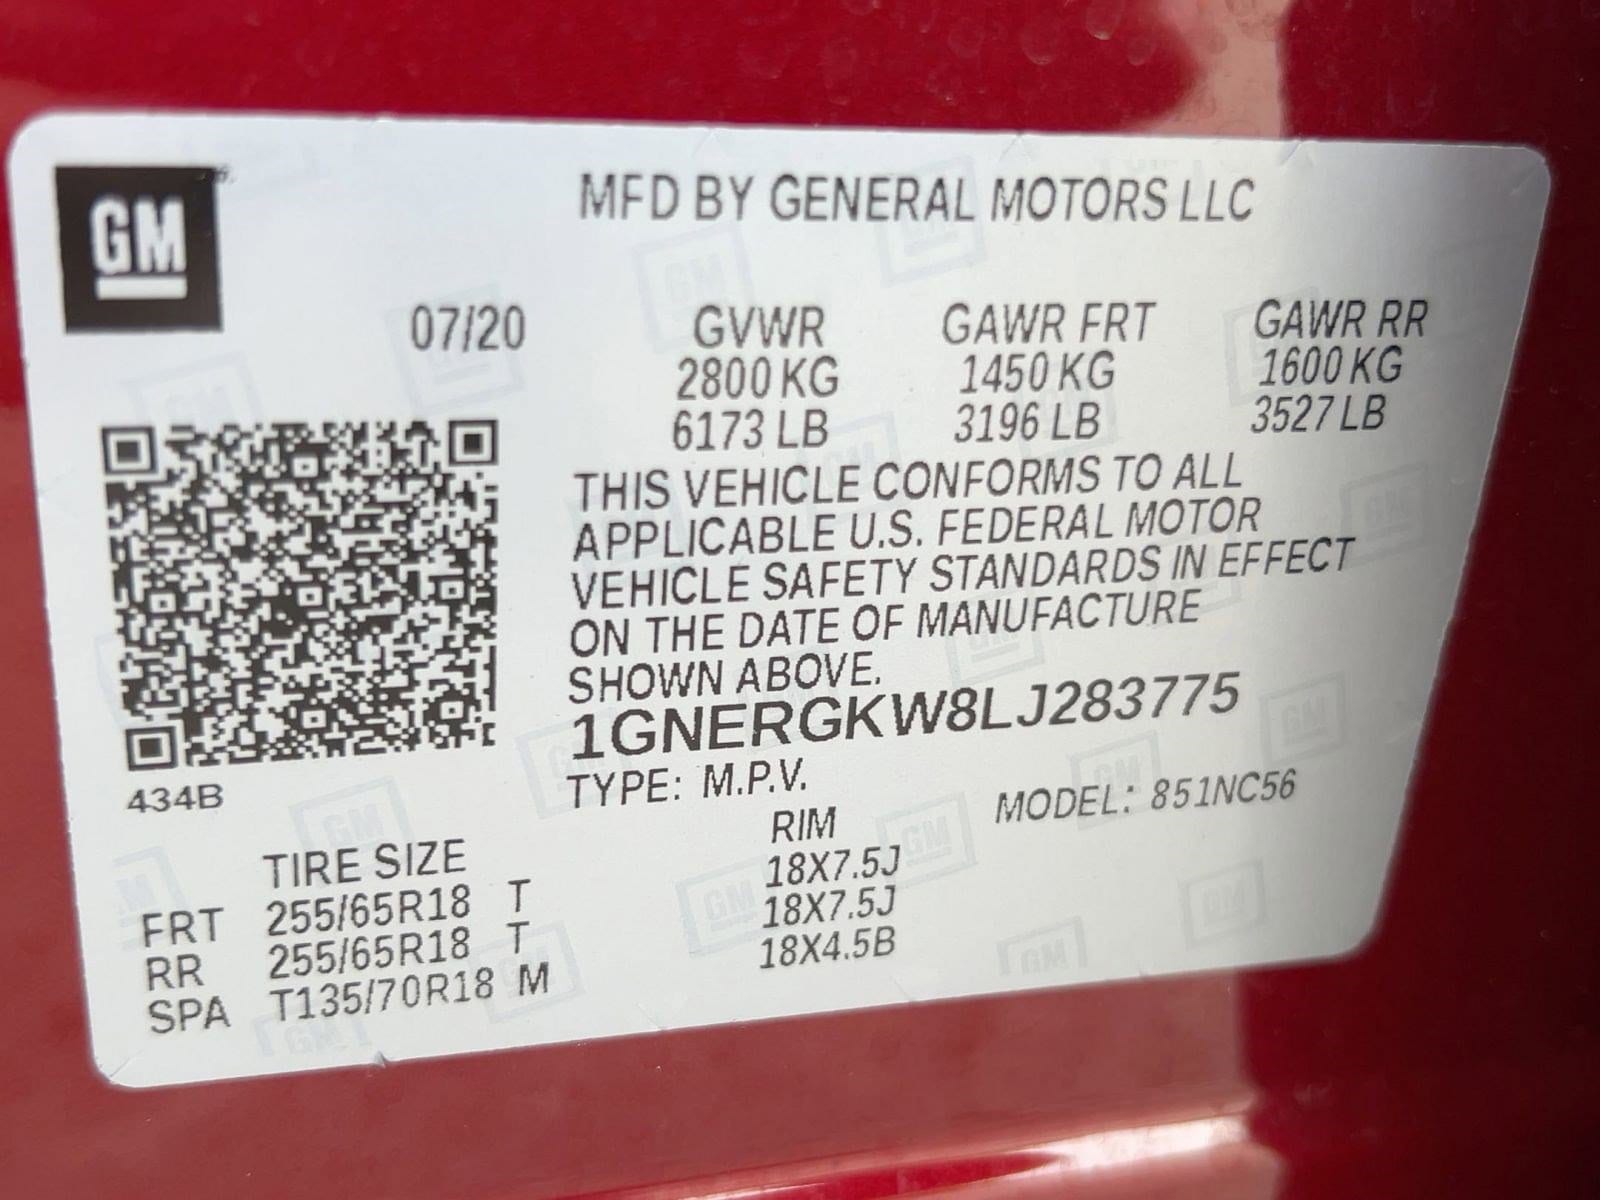 GM
MFD BY GENERAL MOTORS LLC
07/20 GVWR GAWR FRT GAWR RR
2800 KG 1450 KG 1600 KG
6173 LB 3196 LB 3527 LB
THIS VEHICLE CONFORMS TO ALL
APPLICABLE U.S. FEDERAL MOTOR
VEHICLE SAFETY STANDARDS IN EFFECT
ON THE DATE OF MANUFACTURE
SHOWN ABOVE.
1GNERGKW8LJ283775
TYPE: M.P.V. MODEL: 851NC56
434B
TIRE SIZE RIM
FRT 255/65R18 T 18X7.5J
RR 255/65R18 T 18X7.5J
SPA T135/70R18 M 18X4.5B